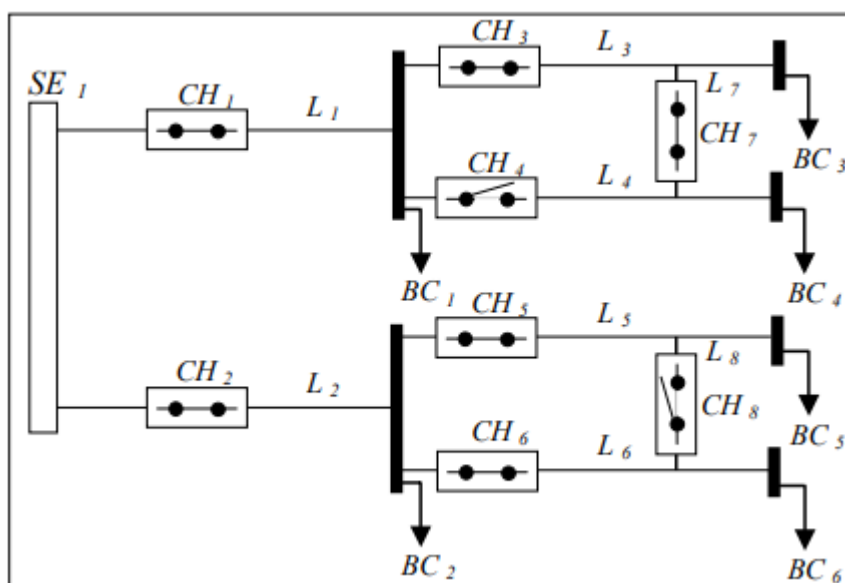 SE 1
CH 1
L 1
CH 3
L 3
L 7
CH 7
BC 3
CH 4
L 4
BC 1
BC 4
CH 2
L 2
CH 5
L 5
L 8
CH 8
BC 5
CH 6
L 6
BC 2
BC 6